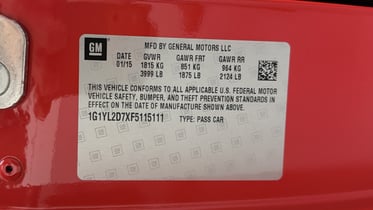 GM
MFD BY GENERAL MOTORS LLC
DATE GVWR GAWR FRT GAWR RR
01/15 1815 KG 851 KG 964 KG
3999 LB 1875 LB 2124 LB
THIS VEHICLE CONFORMS TO ALL APPLICABLE U.S. FEDERAL MOTOR
VEHICLE SAFETY, BUMPER, AND THEFT PREVENTION STANDARDS IN
EFFECT ON THE DATE OF MANUFACTURE SHOWN ABOVE.
1G1YL2D7XF5115111 TYPE: PASS CAR